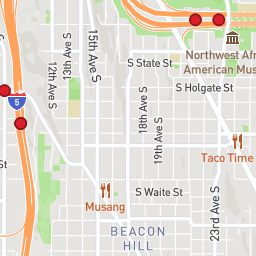 Northwest Afri
American Mus
S State St
S Holgate St
12th Ave S
13th Ave S
15th Ave S
18th Ave S
19th Ave S
5
Taco Time
S Waite St
Musang
23rd Ave S
BEACON
HILL